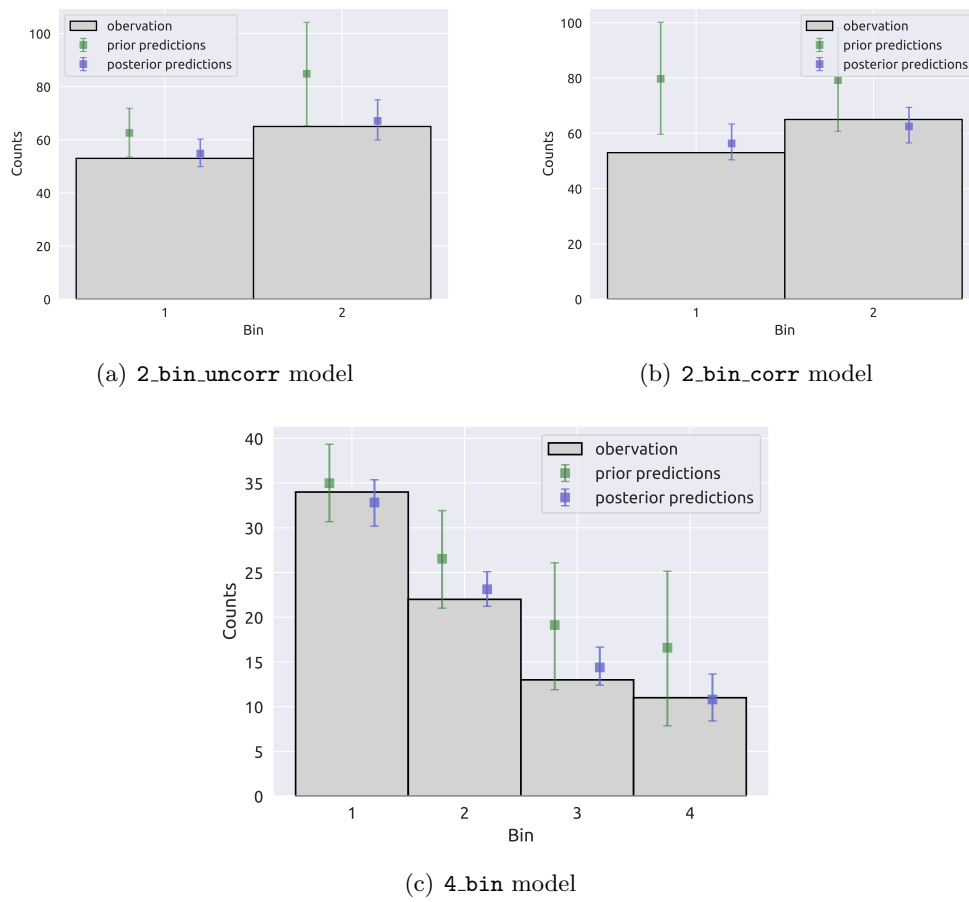 obervation
prior predictions
posterior predictions
100
80
60
40
20
0
Counts
1 2
Bin
(a) 2_bin_uncorr model
obervation
prior predictions
posterior predictions
100
80
60
40
20
0
Counts
1 2
Bin
(b) 2_bin_corr model
obervation
prior predictions
posterior predictions
40
35
30
25
20
15
10
5
0
Counts
1 2 3 4
Bin
(c) 4_bin model